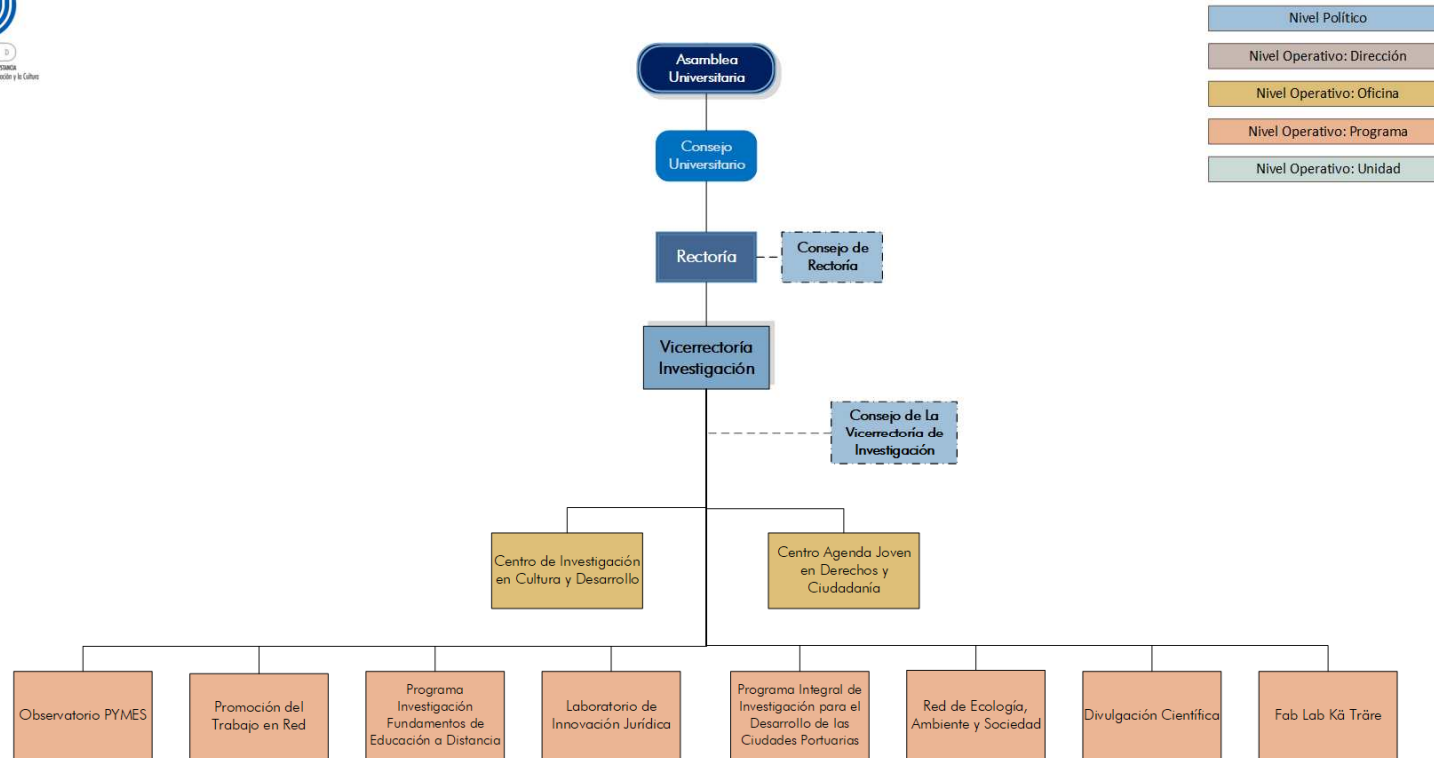 D
ación y la Cultura
Nivel Político
Nivel Operativo: Dirección
Nivel Operativo: Oficina
Nivel Operativo: Programa
Nivel Operativo: Unidad
Asamblea
Universitaria
Consejo
Universitario
Rectoría
Consejo de
Rectoría
Vicerrectoría
Investigación
Consejo de La
Vicerrectoría de
Investigación
Centro de Investigación
en Cultura y Desarrollo
Centro Agenda Joven
en Derechos y
Ciudadanía
Observatorio PYMES
Promoción del
Trabajo en Red
Programa
Investigación
Fundamentos de
Educación a Distancia
Laboratorio de
Innovación Jurídica
Programa Integral de
Investigación para el
Desarrollo de las
Ciudades Portuarias
Red de Ecología,
Ambiente y Sociedad
Divulgación Científica
Fab Lab Kä Träre